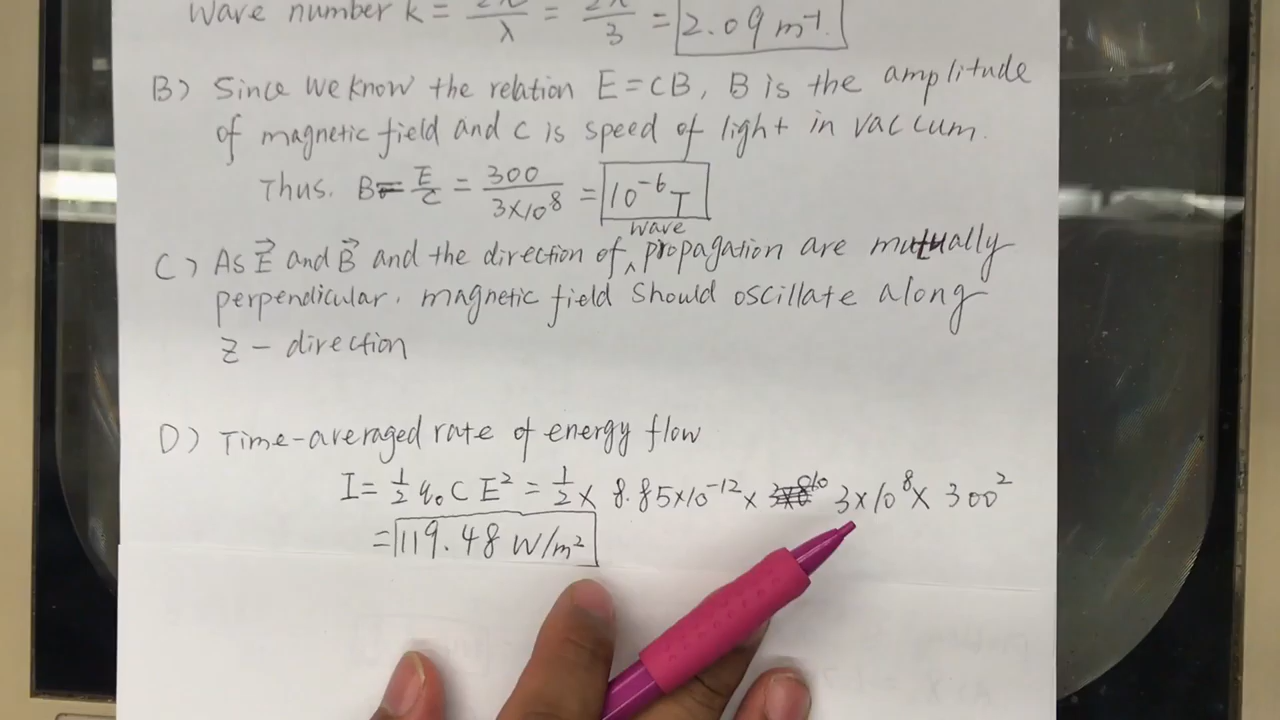 Wave number k = 2π/λ = 2π/3 = 2.09 m⁻¹.
B) Since we know the relation E = cB, B is the amplitude
of magnetic field and c is speed of light in vaccum.
Thus. B = E/c = 300/3×10⁸ = 10⁻⁶ T
wave
C) As E⃗ and B⃗ and the direction of ^ propagation are mutually
perpendicular, magnetic field should oscillate along
z - direction
D) Time-averaged rate of energy flow
I = 1/2 ε₀ C E² = 1/2 × 8.85×10⁻¹² × 3×10⁸ × 300²
= 119.48 W/m²